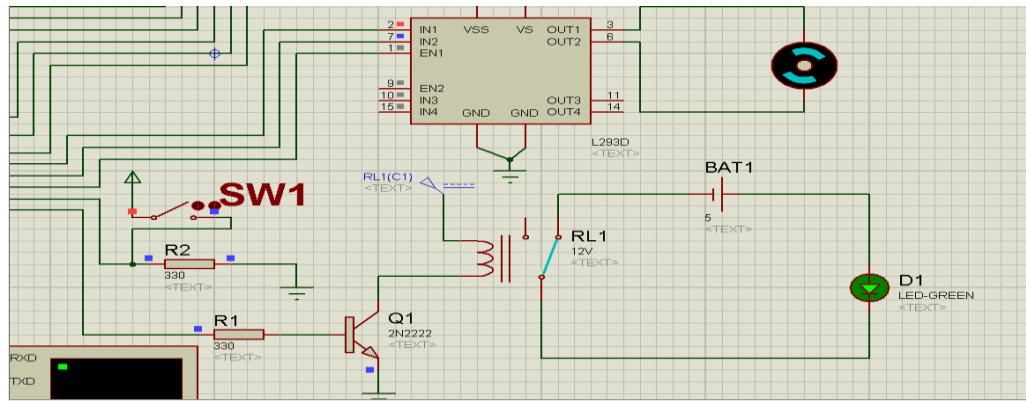 2 IN1 VSS VS OUT1 3
7 IN2 OUT2 6
1 EN1
9 EN2
10 IN3 OUT3 11
15 IN4 OUT4 14
GND GND
L293D
<TEXT>
RL1(C1)
<TEXT>
BAT1
5
<TEXT>
SW1
RL1
12V
<TEXT>
R2
330
<TEXT>
D1
LED-GREEN
<TEXT>
R1
330
<TEXT>
Q1
2N2222
<TEXT>
RXD
TXD